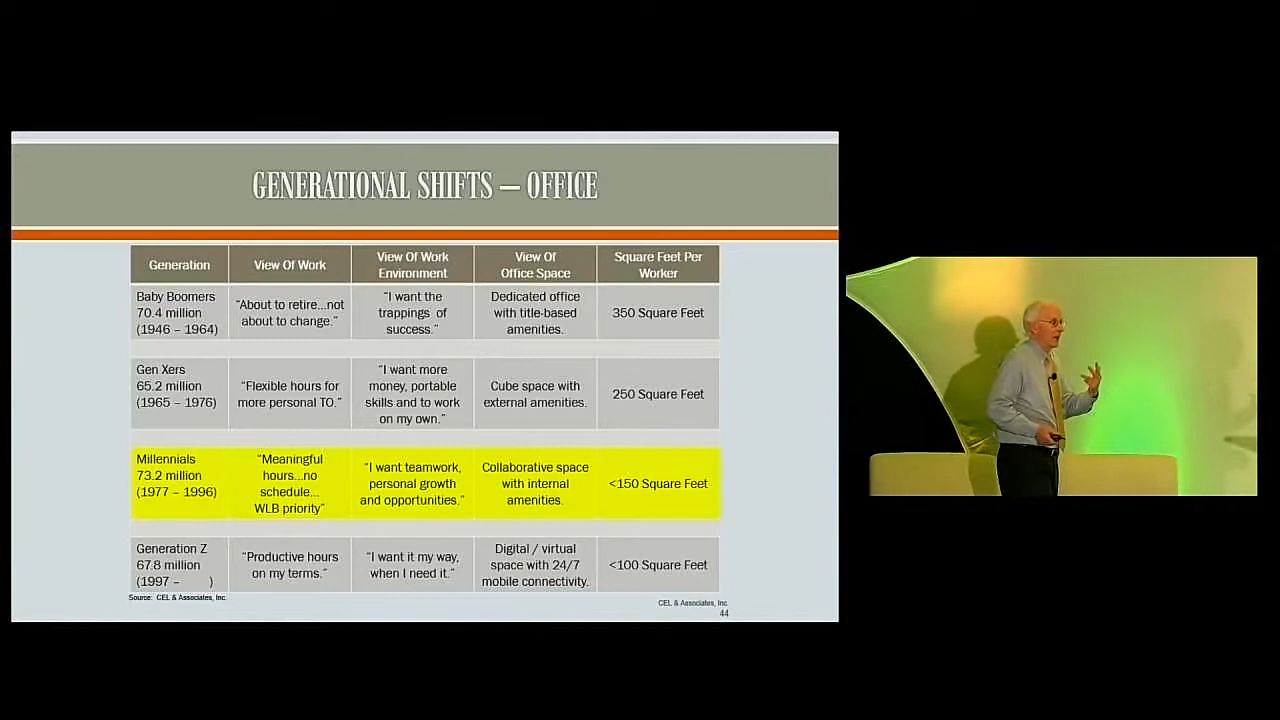 GENERATIONAL SHIFTS — OFFICE
Generation
View Of Work
View Of Work
Environment
View Of
Office Space
Square Feet Per
Worker
Baby Boomers
70.4 million
(1946 – 1964)
“About to retire...not
about to change.”
“I want the
trappings of
success.”
Dedicated office
with title-based
amenities.
350 Square Feet
Gen Xers
65.2 million
(1965 – 1976)
“Flexible hours for
more personal TO.”
“I want more
money, portable
skills and to work
on my own.”
Cube space with
external amenities.
250 Square Feet
Millennials
73.2 million
(1977 – 1996)
“Meaningful
hours...no
schedule...
WLB priority”
“I want teamwork,
personal growth
and opportunities.”
Collaborative space
with internal
amenities.
<150 Square Feet
Generation Z
67.8 million
(1997 – )
“Productive hours
on my terms.”
“I want it my way,
when I need it.”
Digital / virtual
space with 24/7
mobile connectivity.
<100 Square Feet
Source: CEL & Associates, Inc.
CEL & Associates, Inc.
44